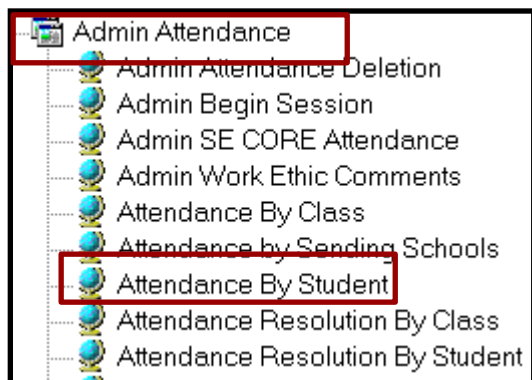 Admin Attendance
Admin Attendance Deletion
Admin Begin Session
Admin SE CORE Attendance
Admin Work Ethic Comments
Attendance By Class
Attendance by Sending Schools
Attendance By Student
Attendance Resolution By Class
Attendance Resolution By Student